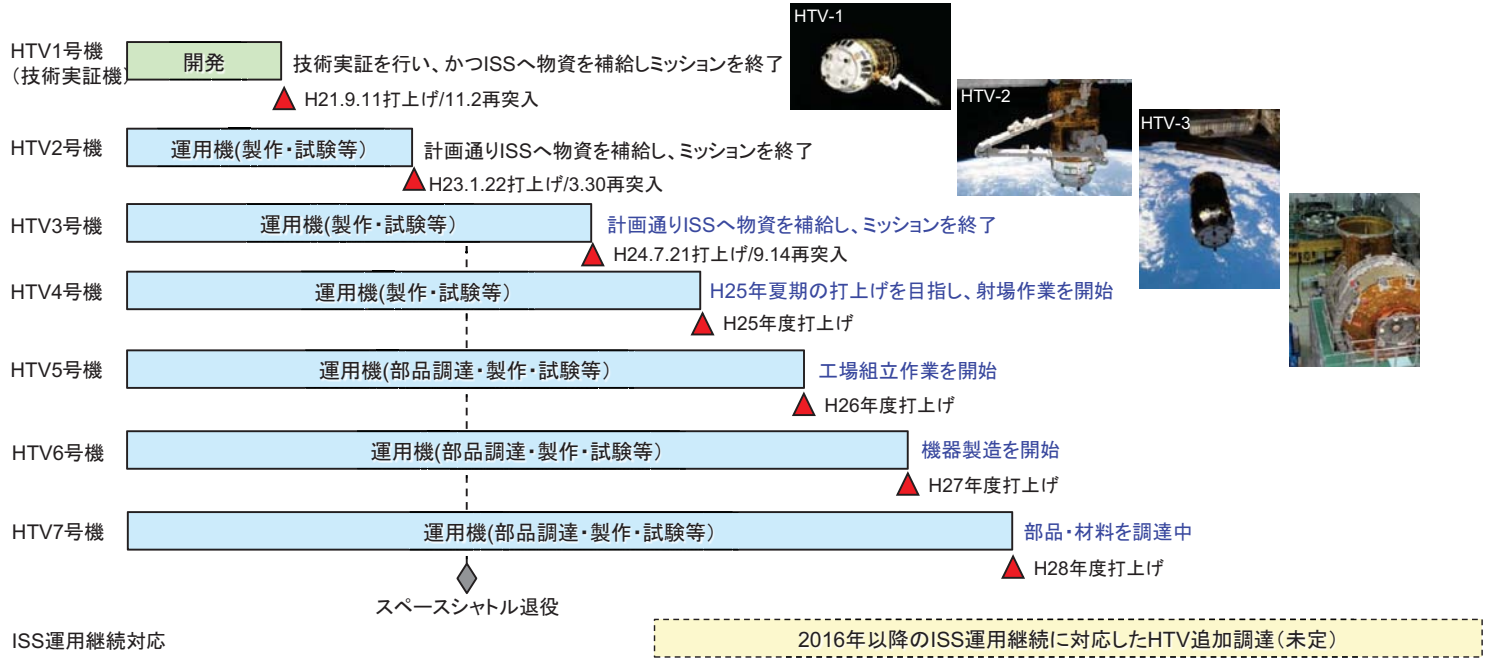 HTV-1
HTV1号機
(技術実証機)
開発
技術実証を行い、かつISSへ物資を補給しミッションを終了
H21.9.11打上げ/11.2再突入
HTV-2
HTV-3
HTV2号機
運用機(製作・試験等)
計画通りISSへ物資を補給し、ミッションを終了
H23.1.22打上げ/3.30再突入
HTV3号機
運用機(製作・試験等)
計画通りISSへ物資を補給し、ミッションを終了
H24.7.21打上げ/9.14再突入
HTV4号機
運用機(製作・試験等)
H25年夏期の打上げを目指し、射場作業を開始
H25年度打上げ
HTV5号機
運用機(部品調達・製作・試験等)
工場組立作業を開始
H26年度打上げ
HTV6号機
運用機(部品調達・製作・試験等)
機器製造を開始
H27年度打上げ
HTV7号機
運用機(部品調達・製作・試験等)
部品・材料を調達中
H28年度打上げ
スペースシャトル退役
ISS運用継続対応
2016年以降のISS運用継続に対応したHTV追加調達(未定)